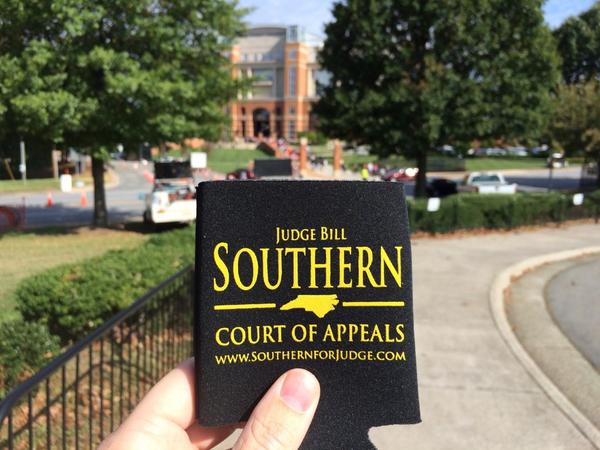 JUDGE BILL
SOUTHERN
COURT OF APPEALS
WWW.SOUTHERNFORJUDGE.COM